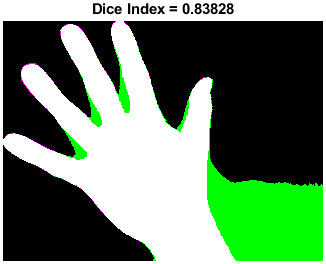 Dice Index = 0.83828